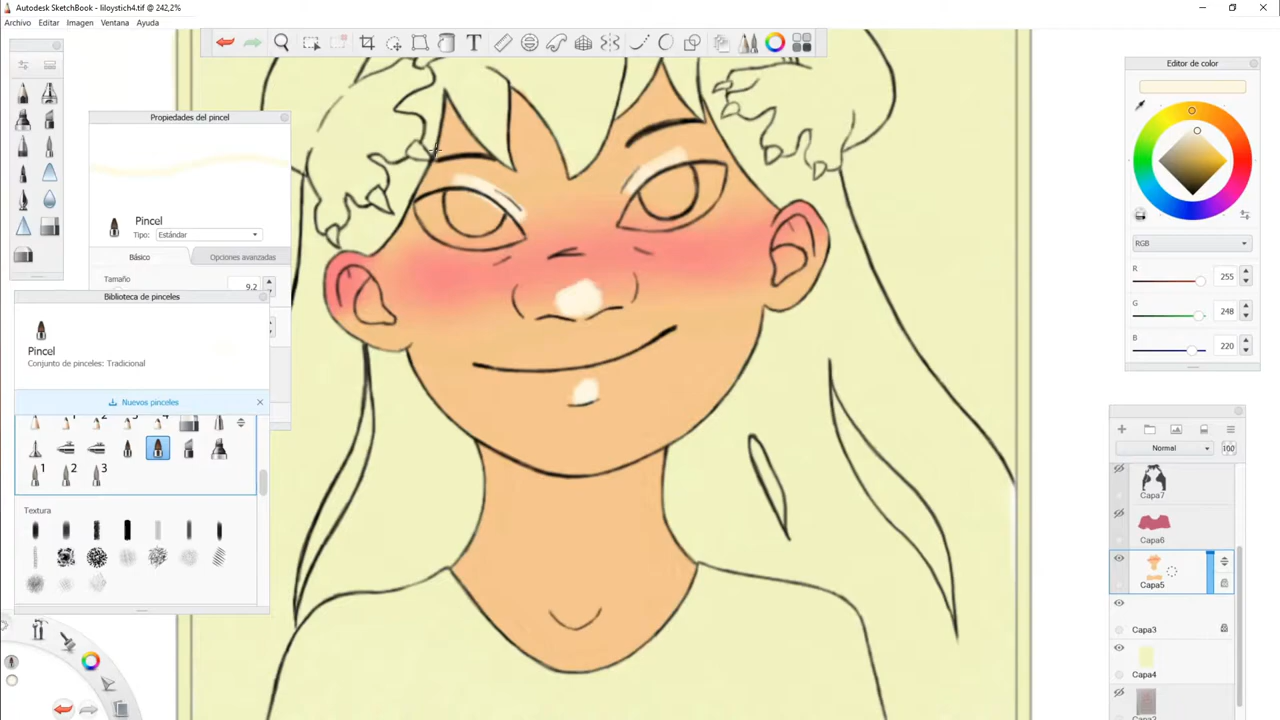 Autodesk SketchBook - liloystich4.tif @ 242,2%
Archivo Editar Imagen Ventana Ayuda
T
Propiedades del pincel
Pincel
Tipo: Estándar
Básico Opciones avanzadas
Tamaño
9.2
Biblioteca de pinceles
Pincel
Conjunto de pinceles: Tradicional
Nuevos pinceles
1 2 3
Textura
Editor de color
RGB
R 255
G 248
B 220
Normal 100
Capa7
Capa6
Capa5
Capa3
Capa4